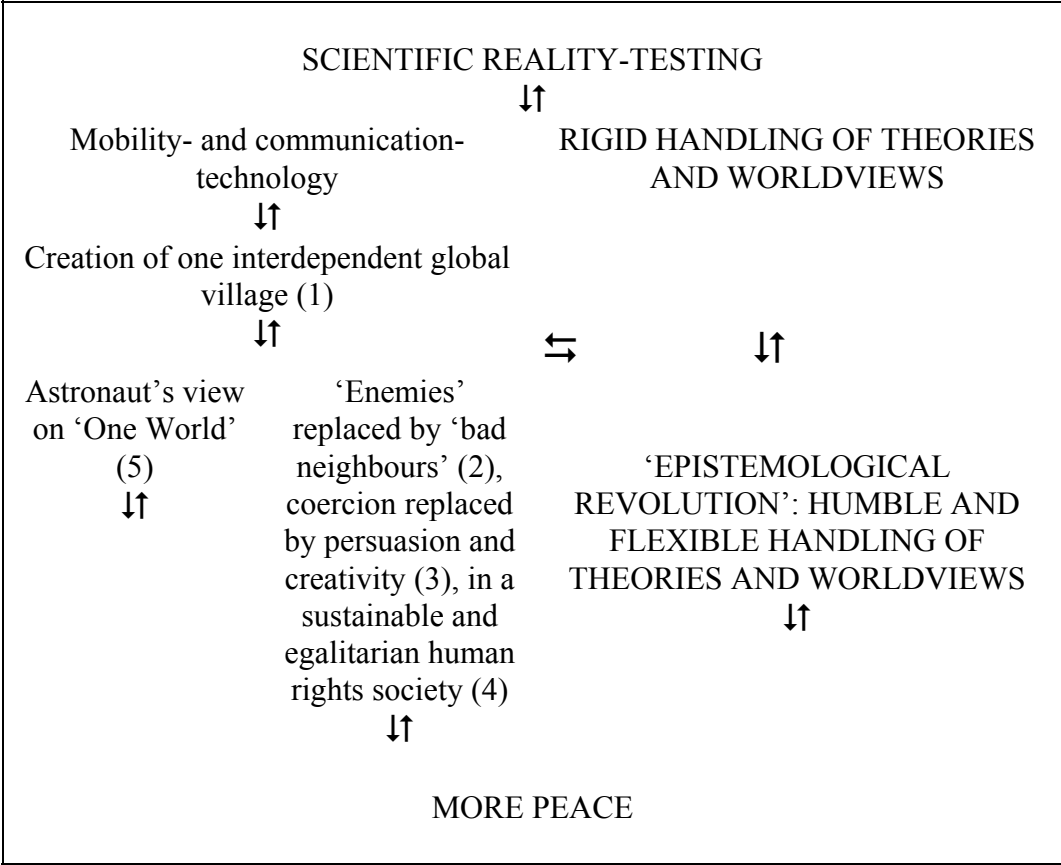 SCIENTIFIC REALITY-TESTING
↓↑
Mobility- and communication-
technology
↓↑
Creation of one interdependent global
village (1)
↓↑
RIGID HANDLING OF THEORIES
AND WORLDVIEWS
⇆
↓↑
Astronaut’s view
on ‘One World’
(5)
↓↑
‘Enemies’
replaced by ‘bad
neighbours’ (2),
coercion replaced
by persuasion and
creativity (3), in a
sustainable and
egalitarian human
rights society (4)
↓↑
‘EPISTEMOLOGICAL
REVOLUTION’: HUMBLE AND
FLEXIBLE HANDLING OF
THEORIES AND WORLDVIEWS
↓↑
MORE PEACE